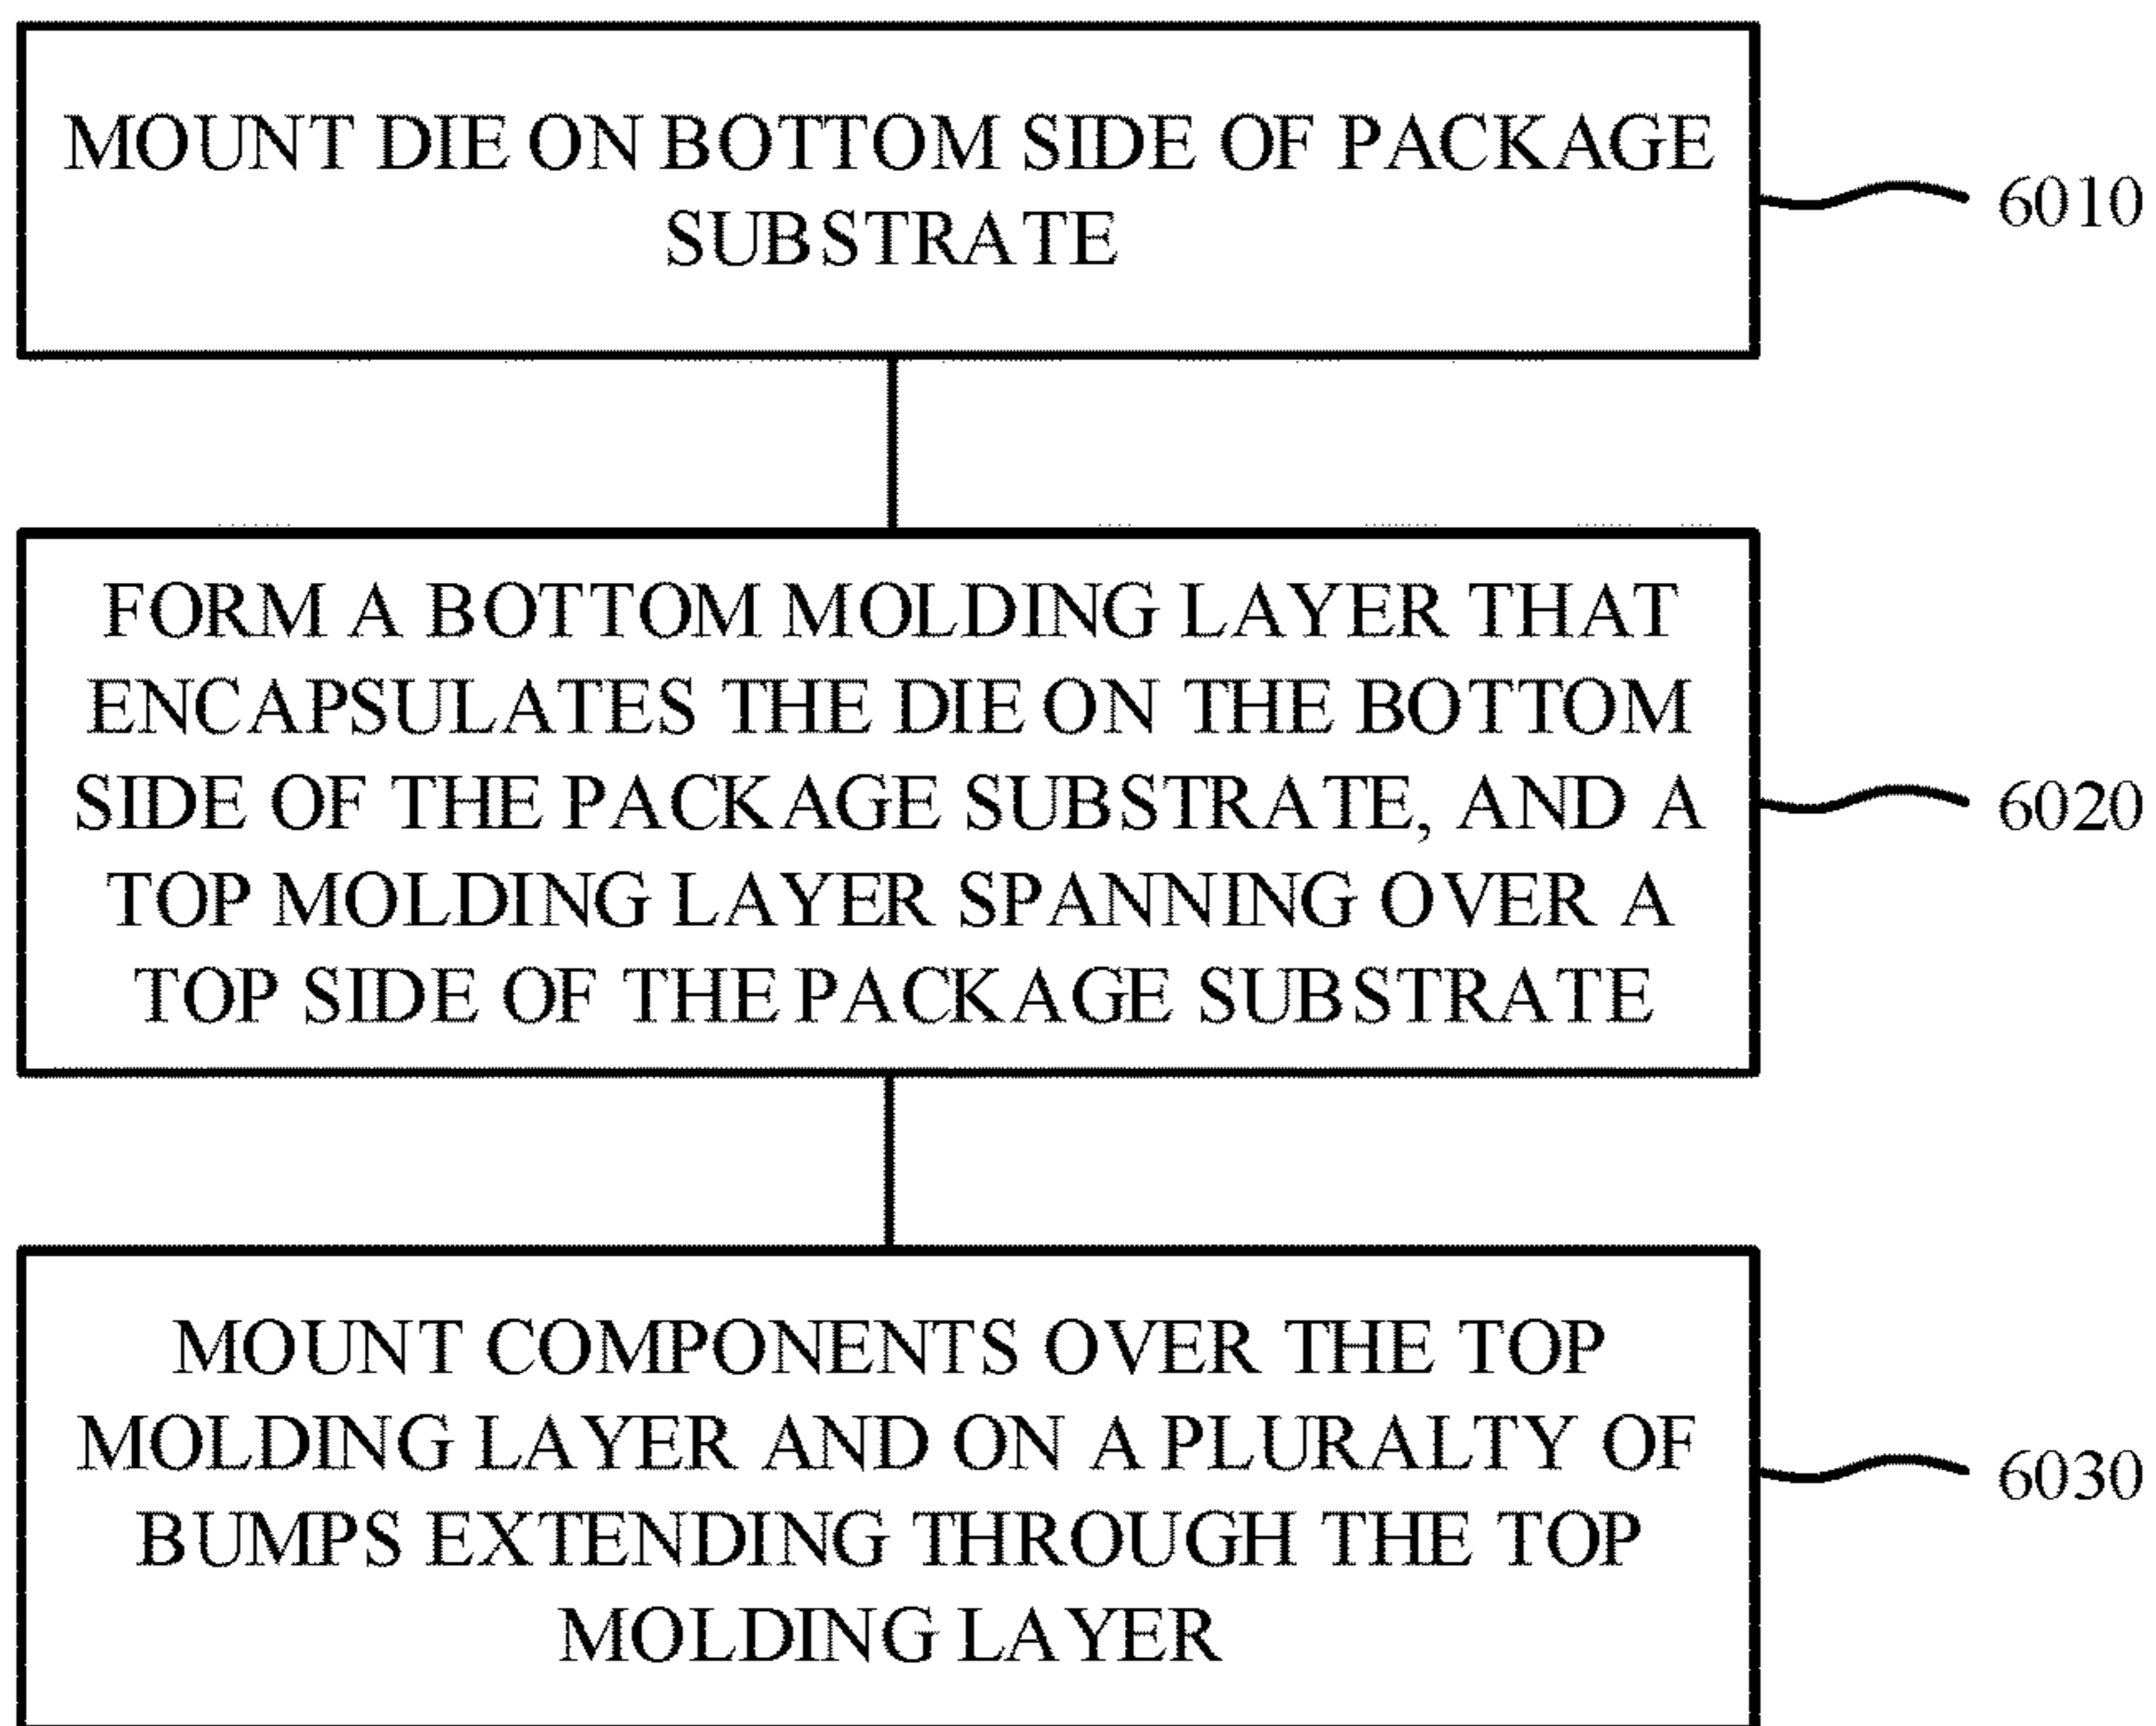 MOUNT DIE ON BOTTOM SIDE OF PACKAGE
SUBSTRATE
6010
FORM A BOTTOM MOLDING LAYER THAT
ENCAPSULATES THE DIE ON THE BOTTOM
SIDE OF THE PACKAGE SUBSTRATE, AND A
TOP MOLDING LAYER SPANNING OVER A
TOP SIDE OF THE PACKAGE SUBSTRATE
6020
MOUNT COMPONENTS OVER THE TOP
MOLDING LAYER AND ON A PLURALTY OF
BUMPS EXTENDING THROUGH THE TOP
MOLDING LAYER
6030